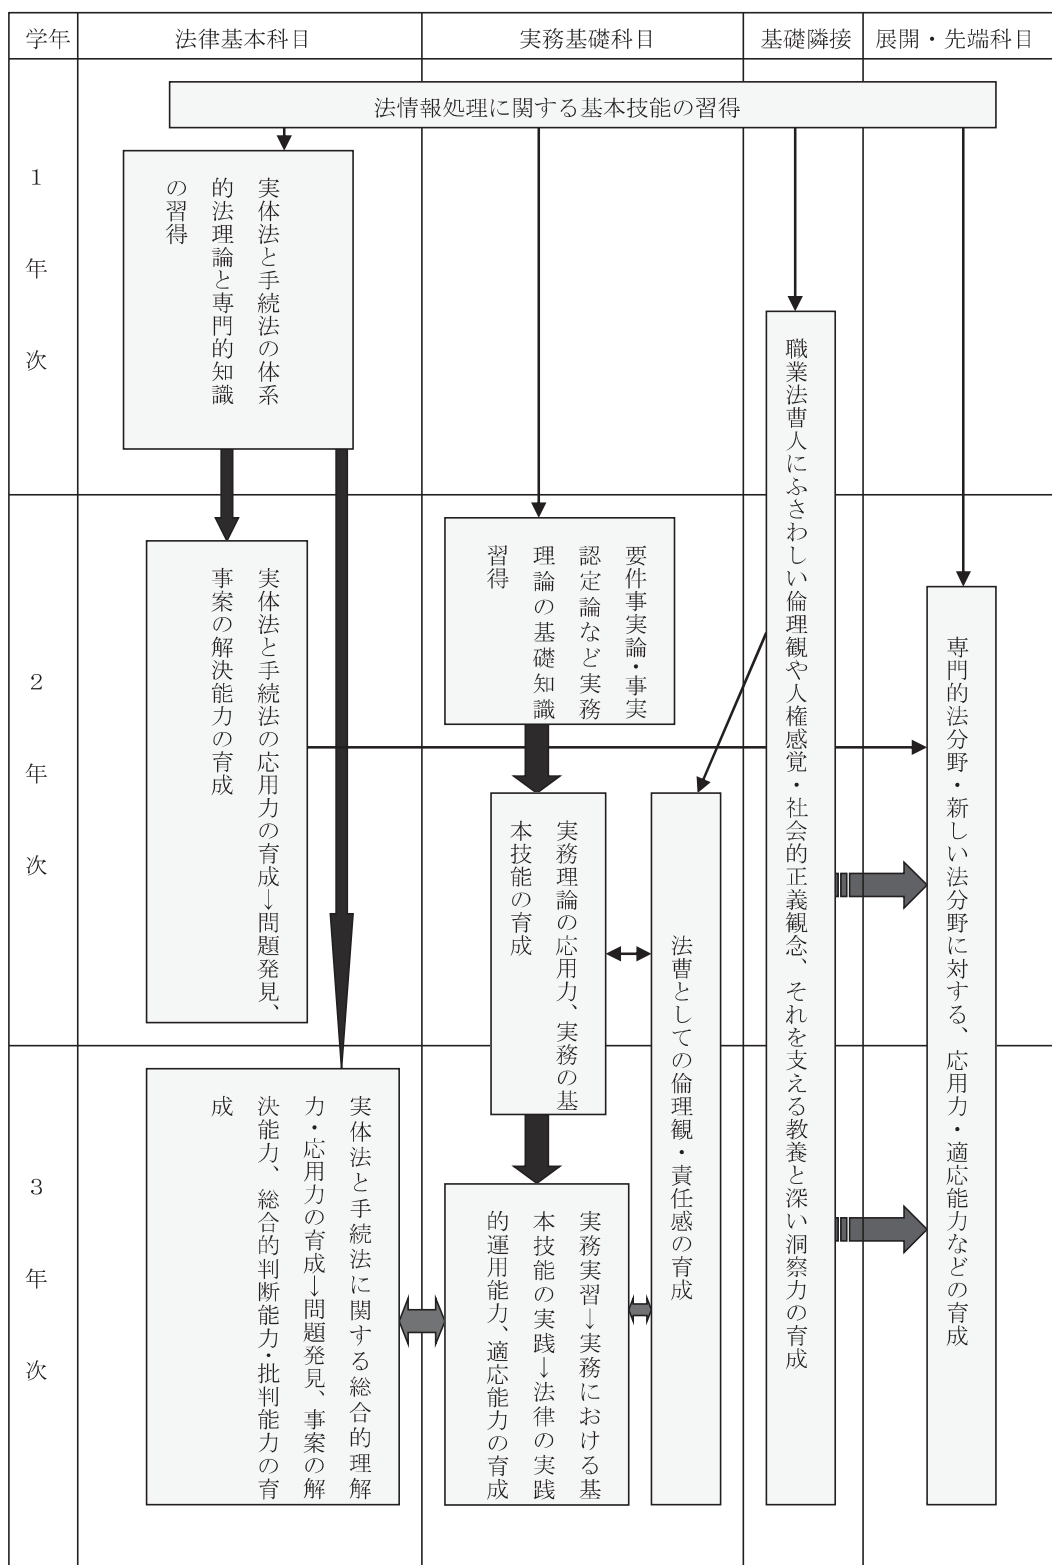 学年
法律基本科目
実務基礎科目
基礎隣接
展開・先端科目
法情報処理に関する基本技能の習得
1年次
実体法と手続法の体系
的法理論と専門的知識
の習得
職業法曹人にふさわしい倫理観や人権感覚・社会的正義観念、それを支える教養と深い洞察力の育成
2年次
実体法と手続法の応用力の育成→問題発見、
事案の解決能力の育成
要件事実論・事実
認定論など実務
理論の基礎知識
習得
実務理論の応用力、実務の基
本技能の育成
法曹としての倫理観・責任感の育成
専門的法分野・新しい法分野に対する、応用力・適応能力などの育成
3年次
実体法と手続法に関する総合的理解
力・応用力の育成→問題発見、事案の解
決能力、総合的判断能力・批判能力の育
成
実務実習→実務における基
本技能の実践→法律の実践
的運用能力、適応能力の育成